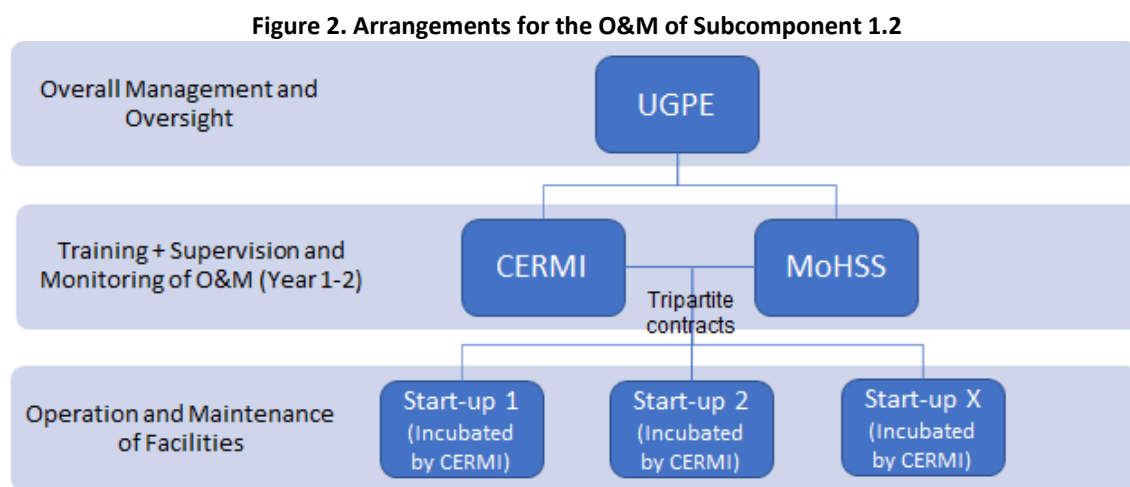 Figure 2. Arrangements for the O&M of Subcomponent 1.2
Overall Management and
Oversight
UGPE
Training + Supervision and
Monitoring of O&M (Year 1-2)
CERMI
MoHSS
Tripartite
contracts
Operation and Maintenance
of Facilities
Start-up 1
(Incubated
by CERMI)
Start-up 2
(Incubated
by CERMI)
Start-up X
(Incubated
by CERMI)